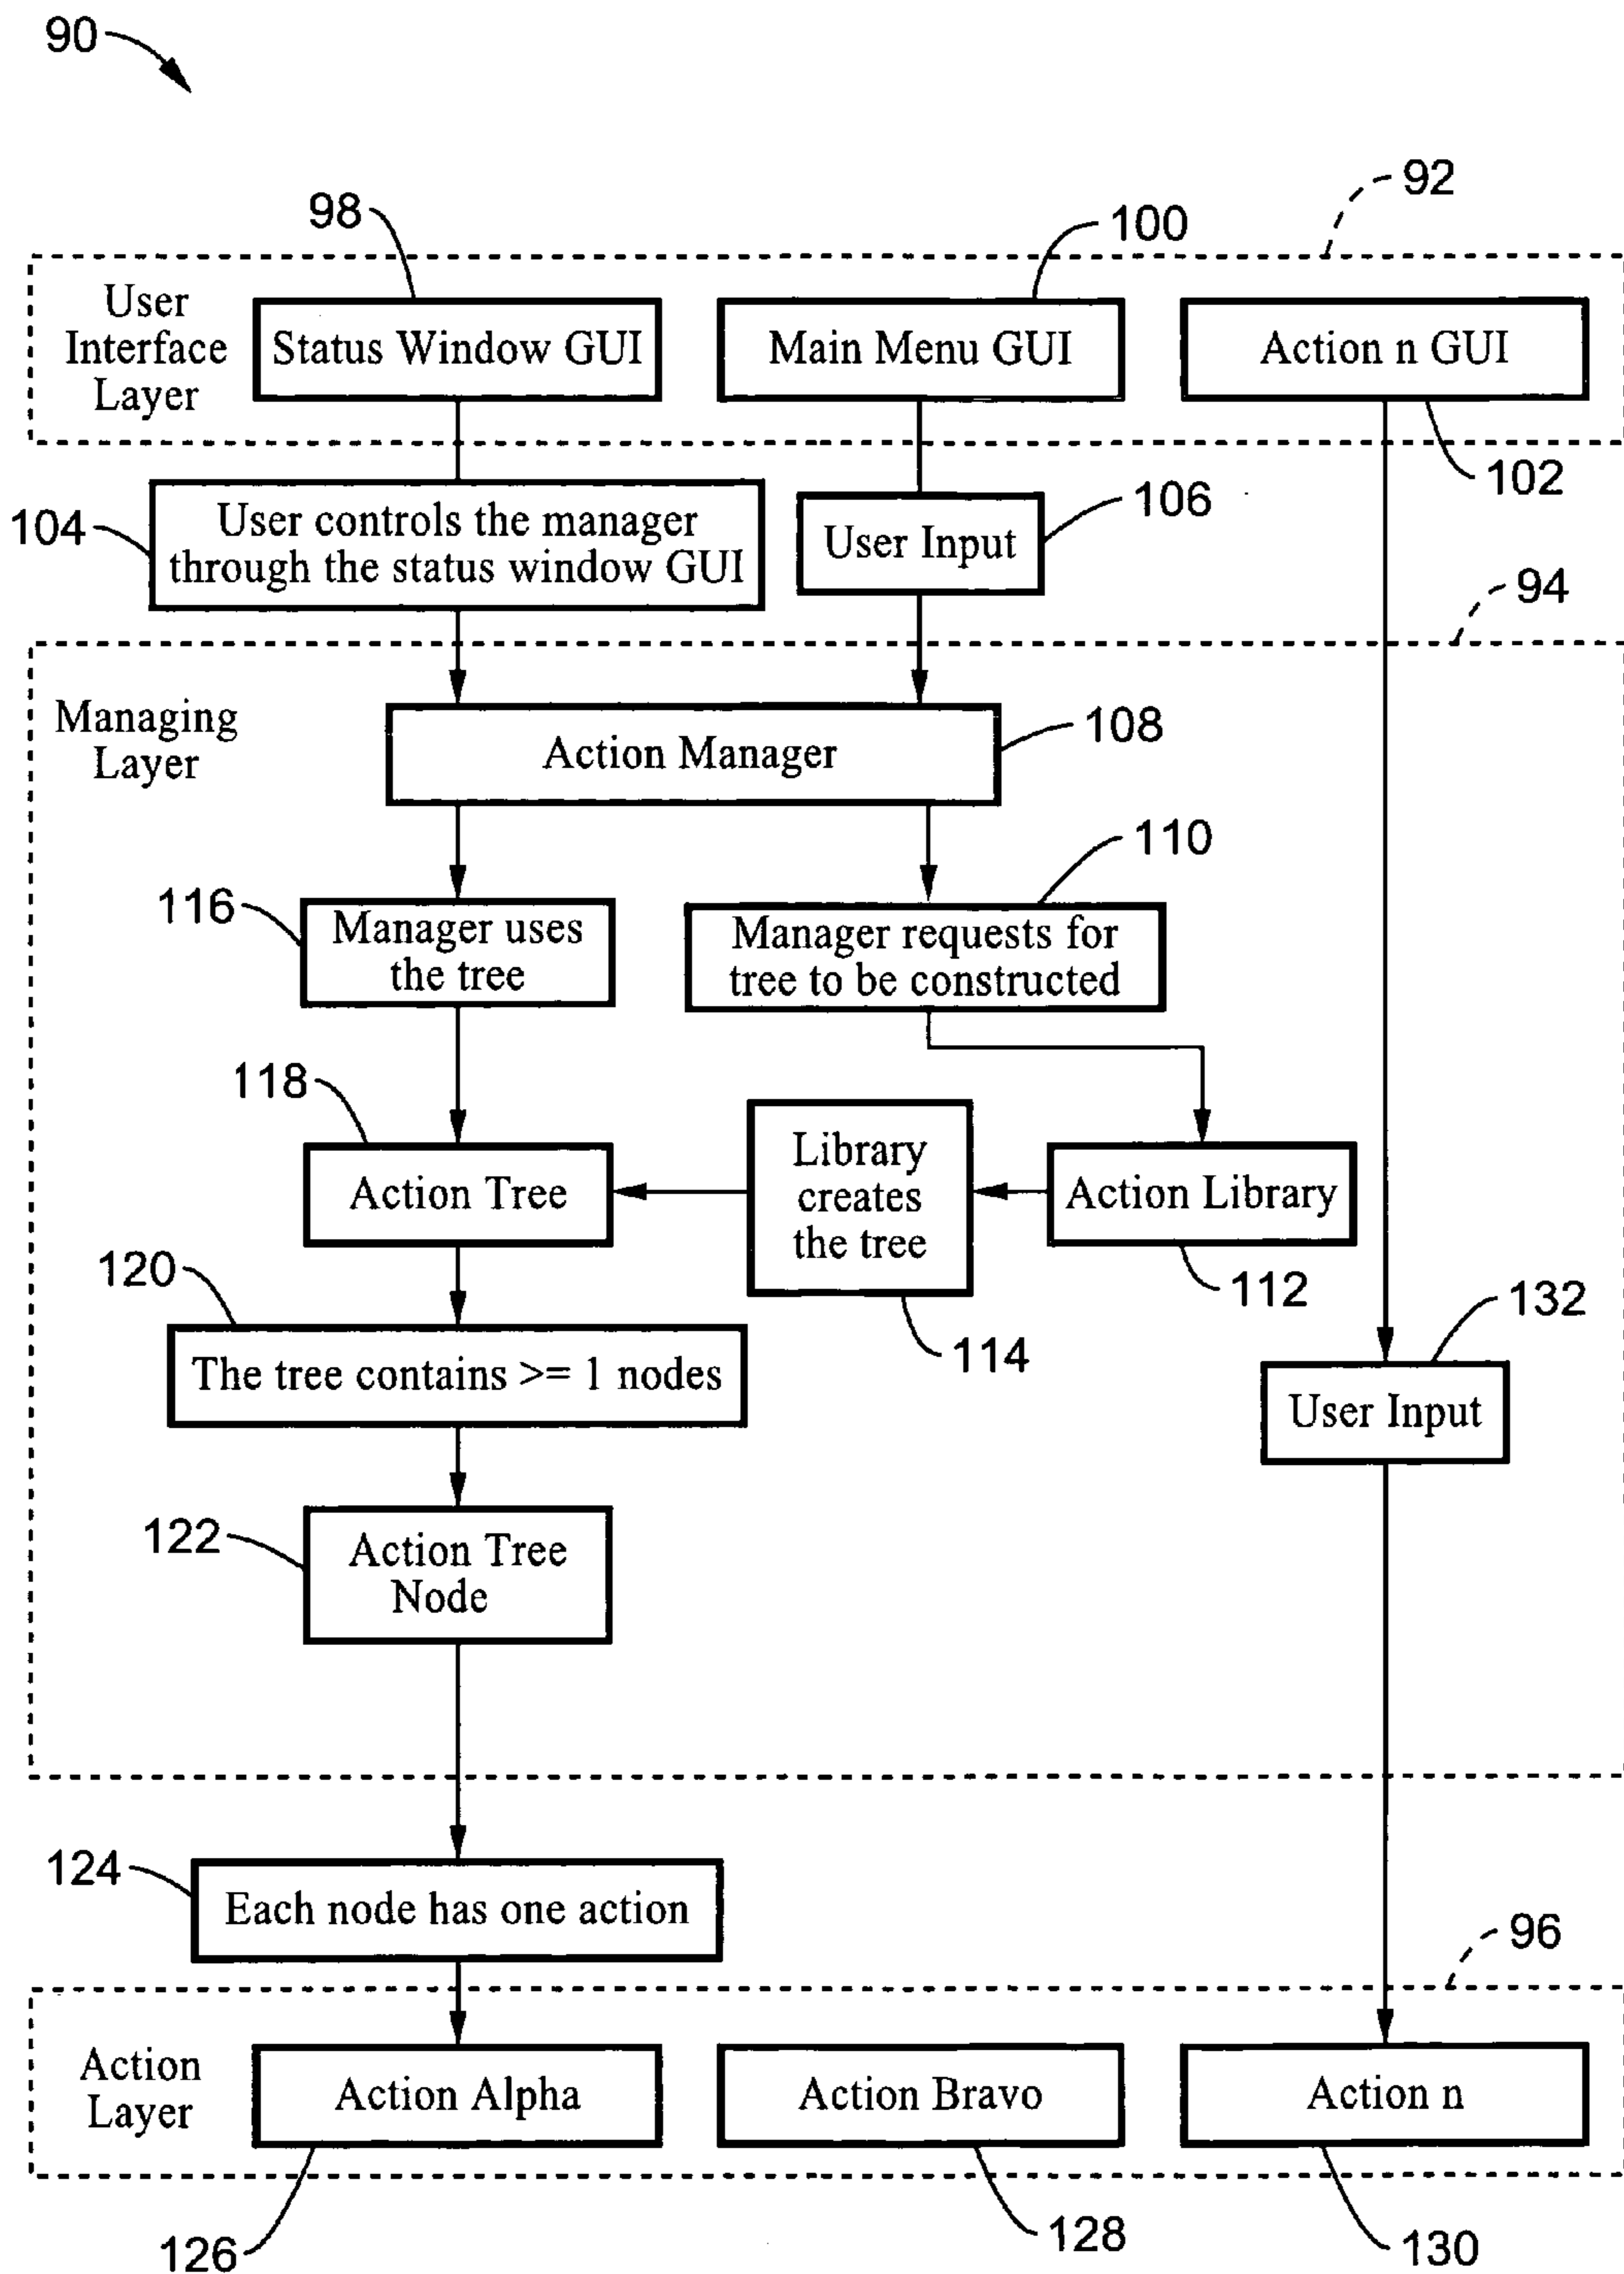 90
92
98
100
User
Interface
Layer
Status Window GUI
Main Menu GUI
Action n GUI
102
104
User controls the manager
through the status window GUI
106
User Input
94
Managing
Layer
Action Manager
108
110
116
Manager uses
the tree
Manager requests for
tree to be constructed
118
Action Tree
Library
creates
the tree
Action Library
112
114
120
The tree contains >= 1 nodes
132
User Input
122
Action Tree
Node
124
Each node has one action
96
Action
Layer
Action Alpha
Action Bravo
Action n
126
128
130